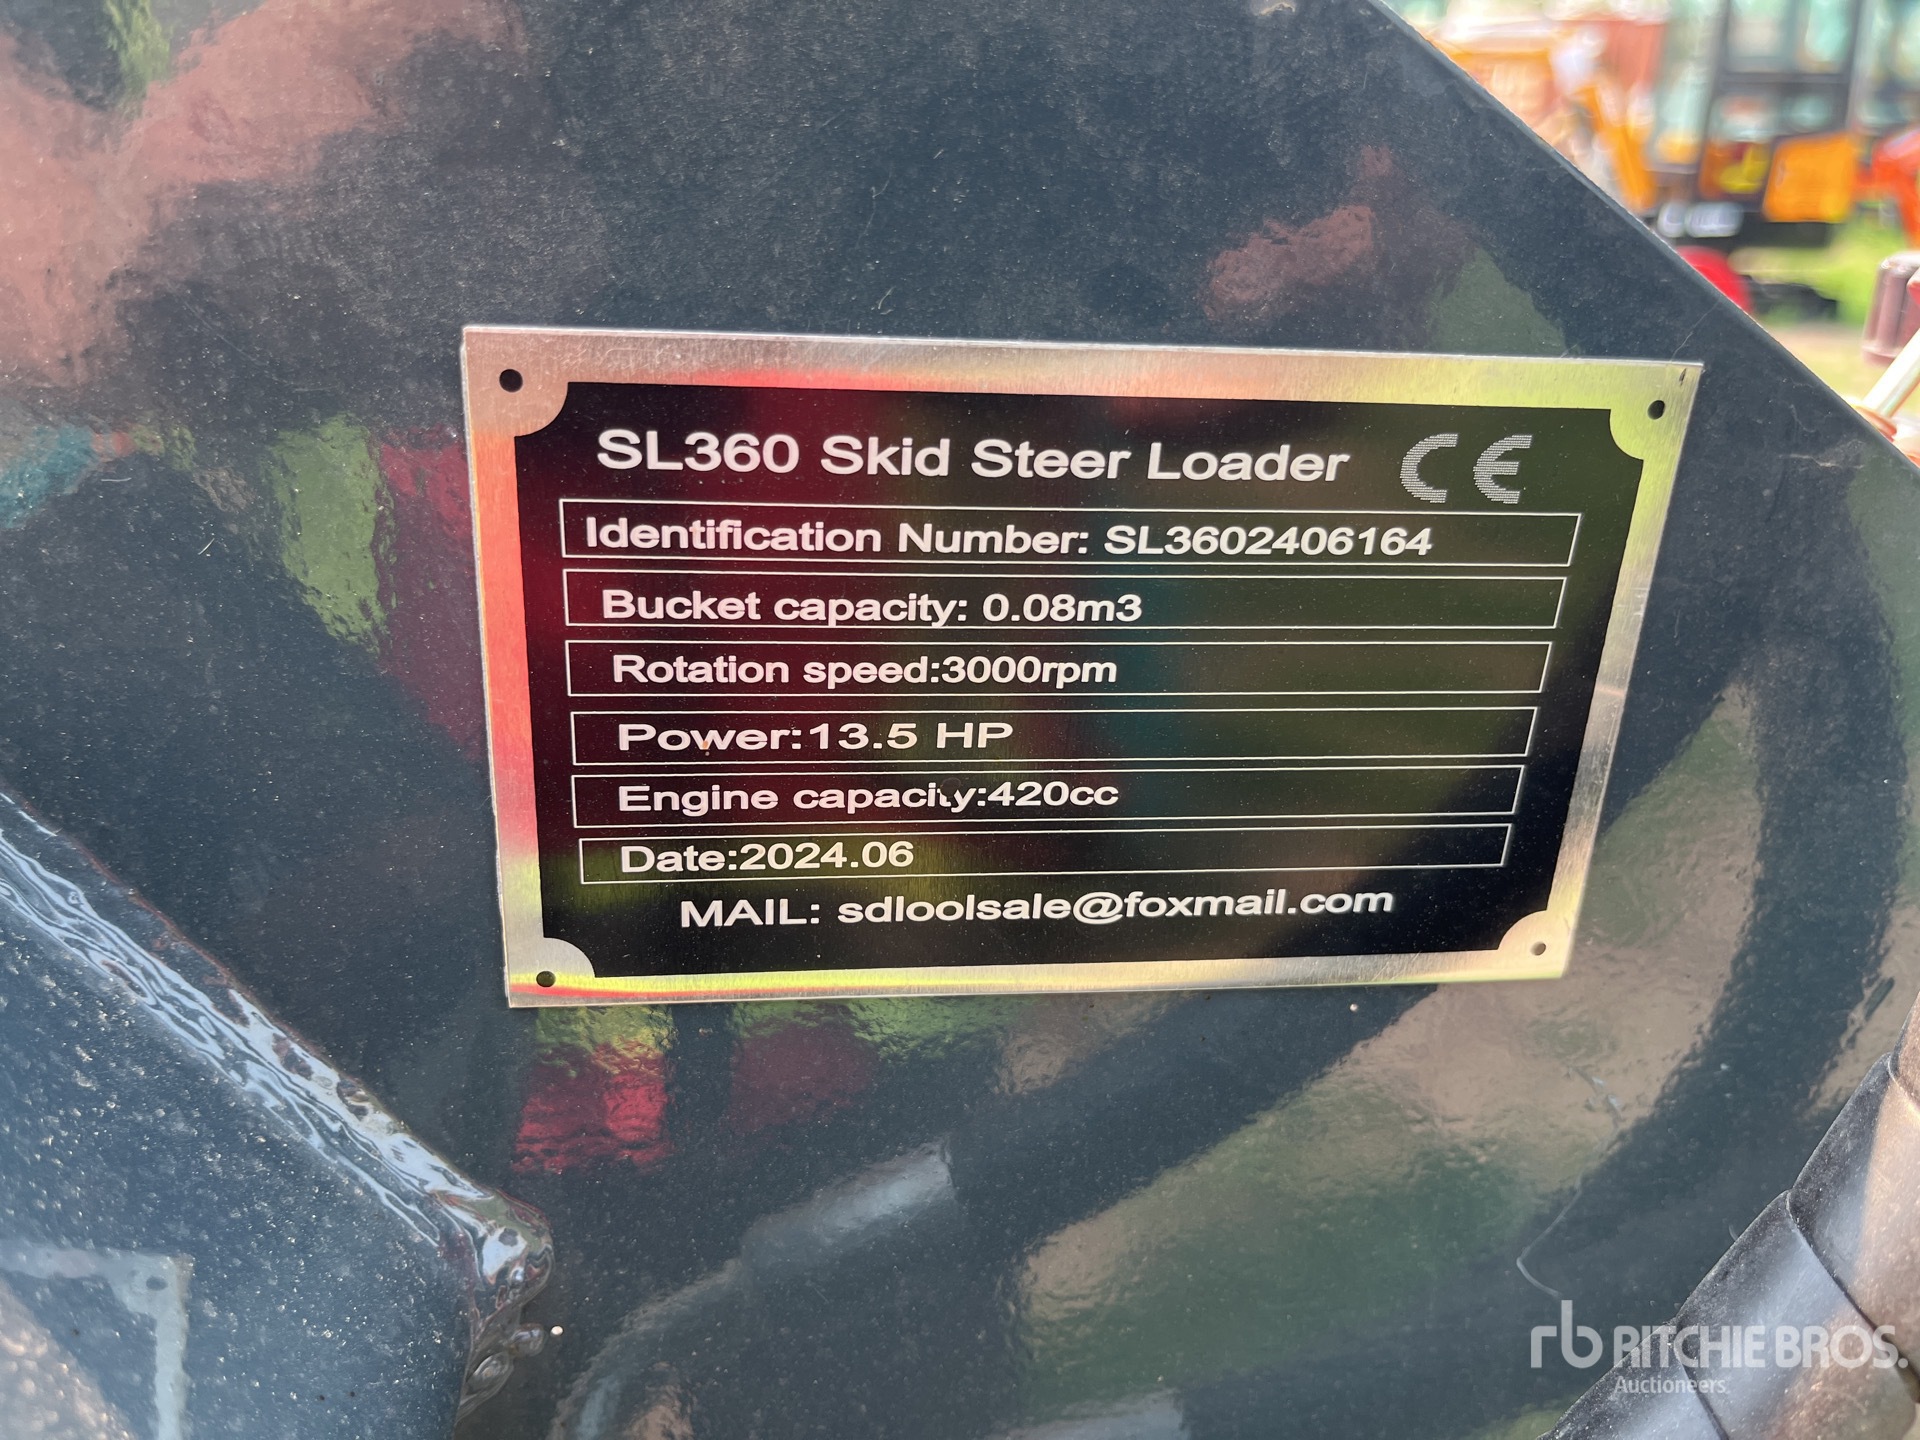 SL360 Skid Steer Loader CE
Identification Number: SL3602406164
Bucket capacity: 0.08m3
Rotation speed:3000rpm
Power:13.5 HP
Engine capacity:420cc
Date:2024.06
MAIL: sdloolsale@foxmail.com
rb RITCHIE BROS.
Auctioneers